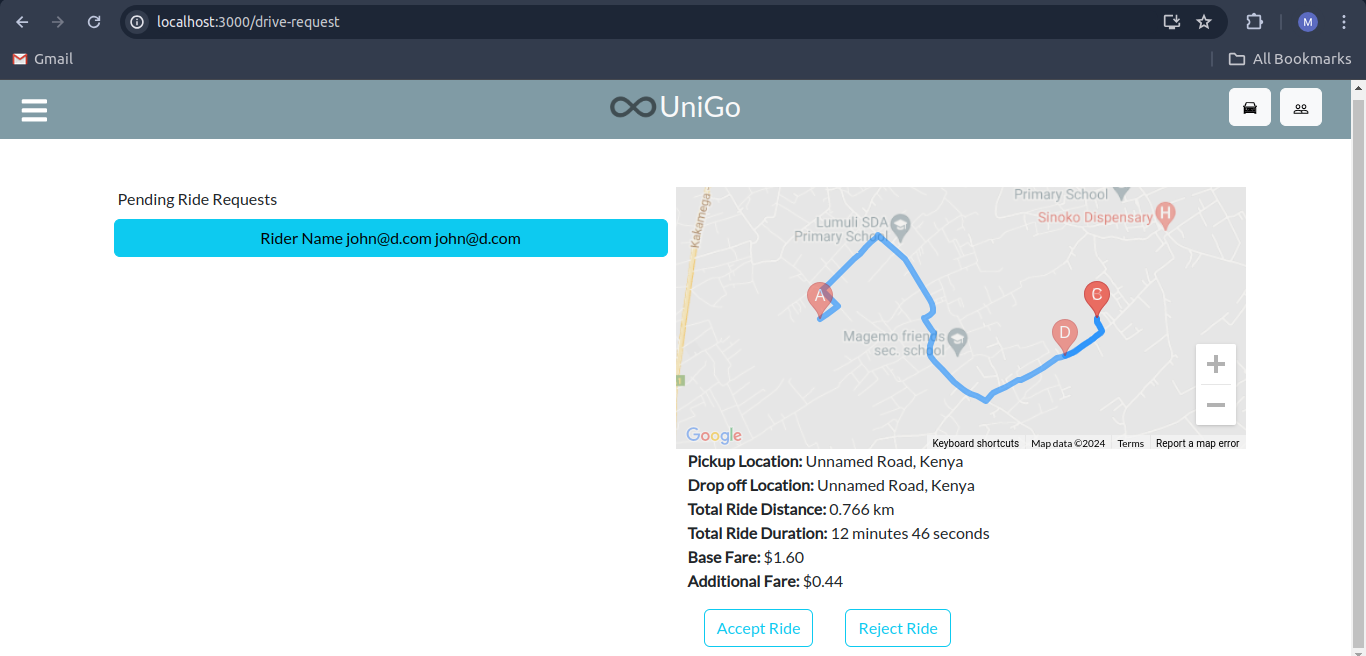 localhost:3000/drive-request
M
Gmail
All Bookmarks
UniGo
Pending Ride Requests
Rider Name john@d.com john@d.com
Kakamega
Primary School
Sinoko Dispensary
H
Lumuli SDA
Primary School
A
C
D
Magemo friends
sec. school
1
Google
Keyboard shortcuts
Map data ©2024
Terms
Report a map error
Pickup Location: Unnamed Road, Kenya
Drop off Location: Unnamed Road, Kenya
Total Ride Distance: 0.766 km
Total Ride Duration: 12 minutes 46 seconds
Base Fare: $1.60
Additional Fare: $0.44
Accept Ride
Reject Ride